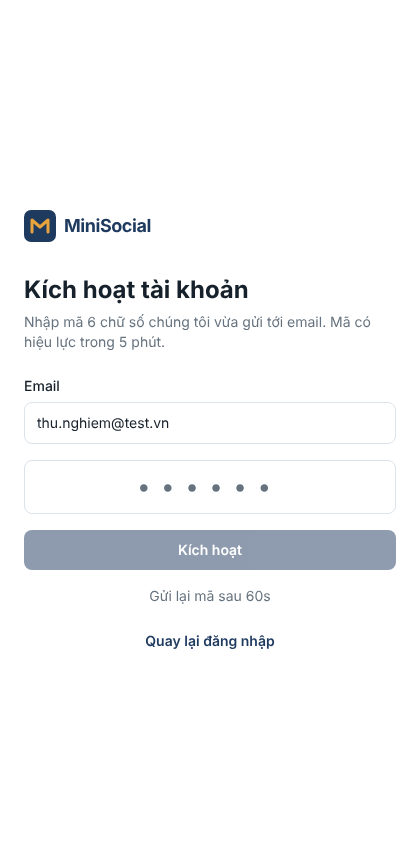 MiniSocial
Kích hoạt tài khoản
Nhập mã 6 chữ số chúng tôi vừa gửi tới email. Mã có
hiệu lực trong 5 phút.
Email
thu.nghiem@test.vn
••••••
Kích hoạt
Gửi lại mã sau 60s
Quay lại đăng nhập